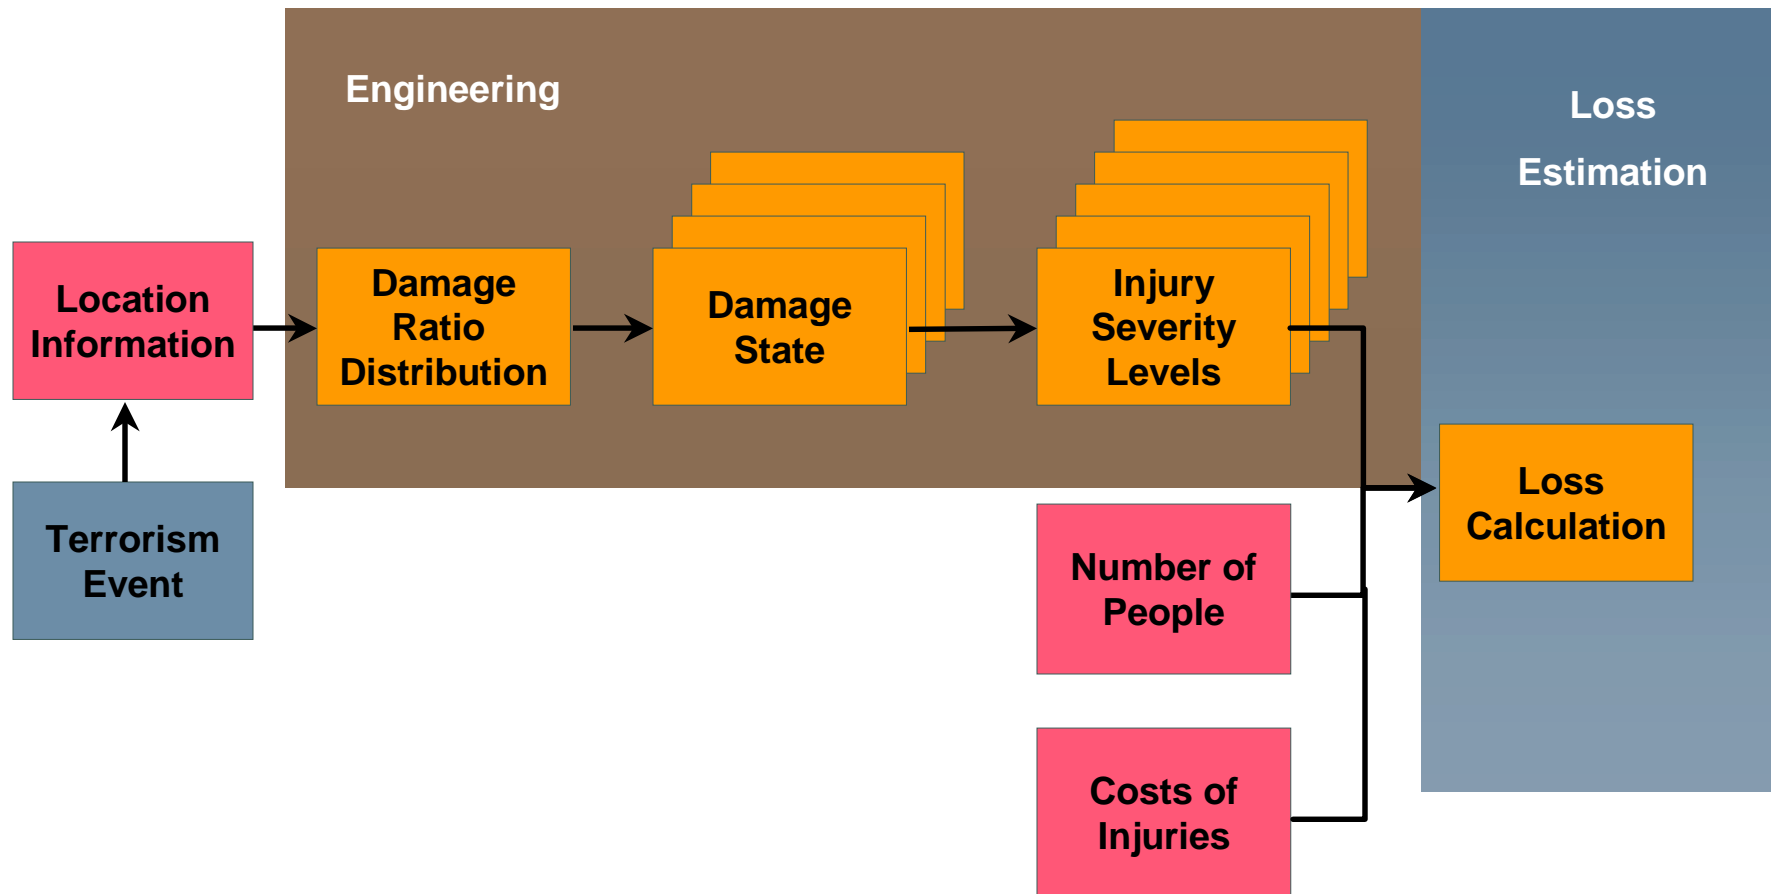 Engineering
Loss
Estimation
Location
Information
Damage
Ratio
Distribution
Damage
State
Injury
Severity
Levels
Terrorism
Event
Loss
Calculation
Number of
People
Costs of
Injuries